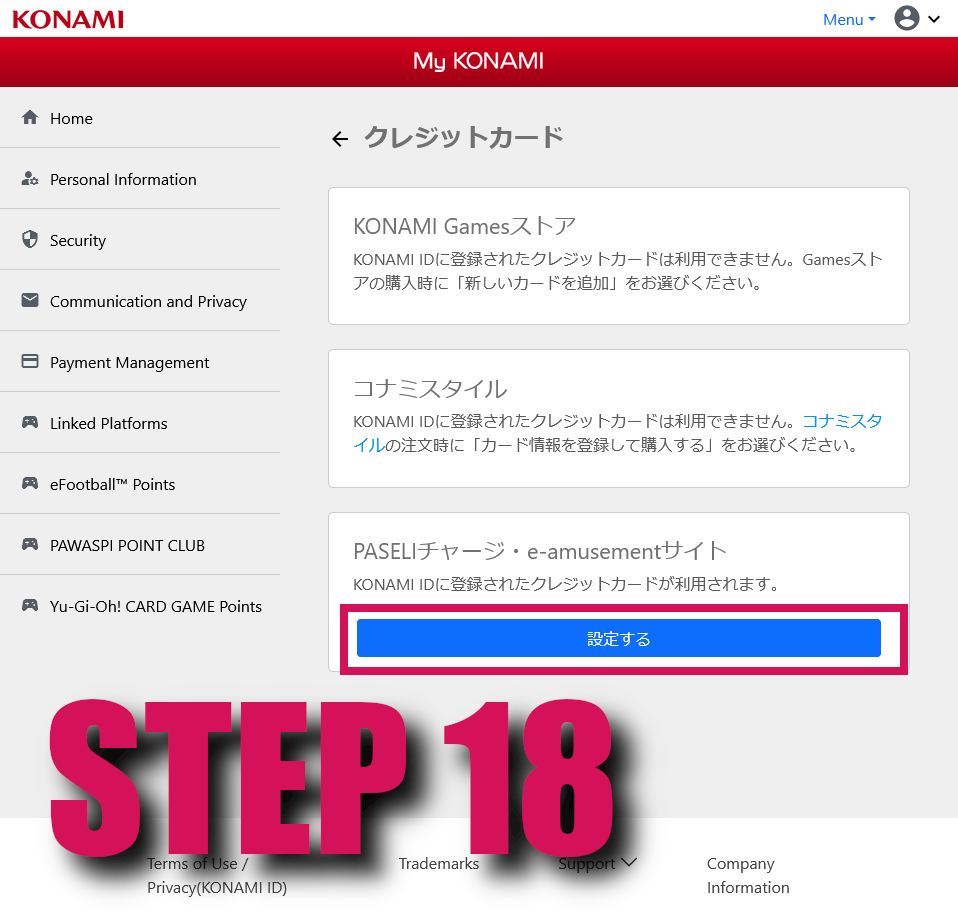 KONAMI
Menu
My KONAMI
Home
Personal Information
Security
Communication and Privacy
Payment Management
Linked Platforms
eFootball™ Points
PAWASPI POINT CLUB
Yu-Gi-Oh! CARD GAME Points
クレジットカード
KONAMI Gamesストア
KONAMI IDに登録されたクレジットカードは利用できません。Gamesスト
アの購入時に「新しいカードを追加」をお選びください。
コナミスタイル
KONAMI IDに登録されたクレジットカードは利用できません。コナミスタ
イルの注文時に「カード情報を登録して購入する」をお選びください。
PASELIチャージ・e-amusementサイト
KONAMI IDに登録されたクレジットカードが利用されます。
設定する
STEP 18
Terms of Use /
Privacy(KONAMI ID)
Trademarks
Support
Company
Information